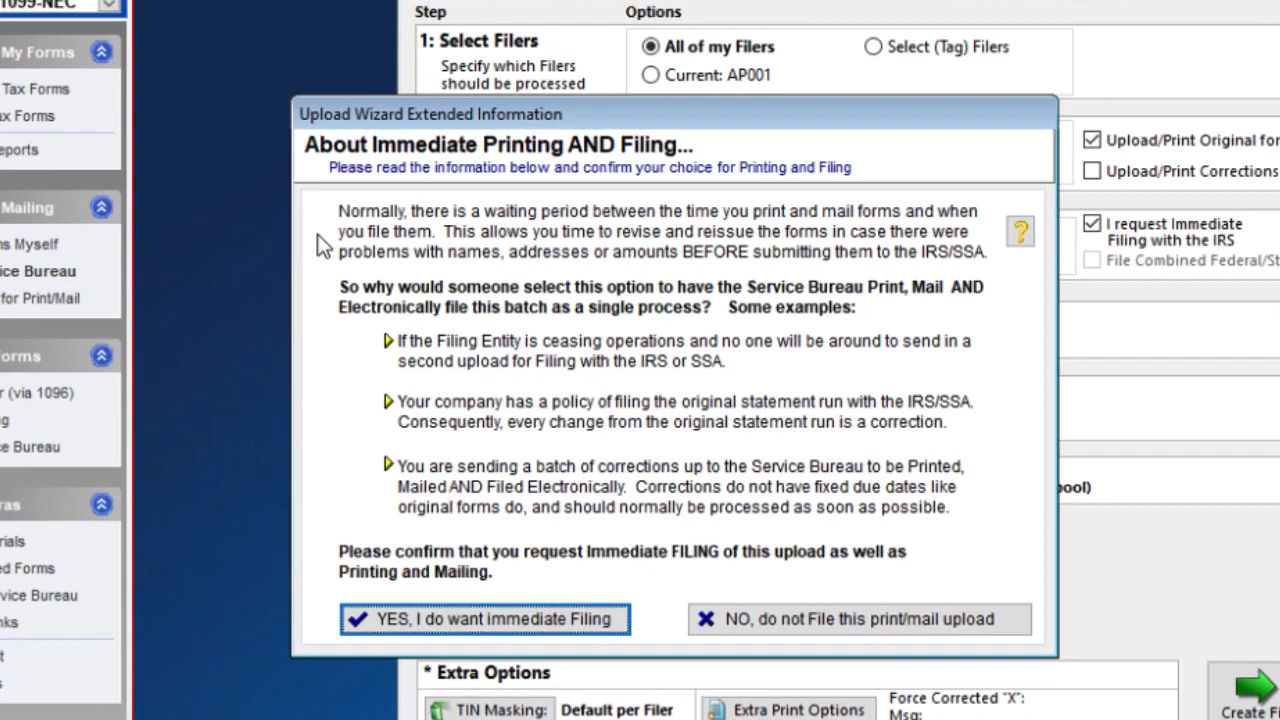 1099-NEC
My Forms
Tax Forms
x Forms
eports
Mailing
ns Myself
ice Bureau
for Print/Mail
orms
r (via 1096)
g
e Bureau
as
rials
ed Forms
vice Bureau
ks
t
s
Step
Options
1: Select Filers
Specify which Filers
should be processed
All of my Filers
Select (Tag) Filers
Current: AP001
Upload Wizard Extended Information
About Immediate Printing AND Filing...
Please read the information below and confirm your choice for Printing and Filing
Normally, there is a waiting period between the time you print and mail forms and when
you file them. This allows you time to revise and reissue the forms in case there were
problems with names, addresses or amounts BEFORE submitting them to the IRS/SSA.
?
So why would someone select this option to have the Service Bureau Print, Mail AND
Electronically file this batch as a single process? Some examples:
If the Filing Entity is ceasing operations and no one will be around to send in a
second upload for Filing with the IRS or SSA.
Your company has a policy of filing the original statement run with the IRS/SSA.
Consequently, every change from the original statement run is a correction.
You are sending a batch of corrections up to the Service Bureau to be Printed,
Mailed AND Filed Electronically. Corrections do not have fixed due dates like
original forms do, and should normally be processed as soon as possible.
Please confirm that you request Immediate FILING of this upload as well as
Printing and Mailing.
YES, I do want immediate Filing
NO, do not File this print/mail upload
Upload/Print Original for
Upload/Print Corrections
I request Immediate
Filing with the IRS
File Combined Federal/St
ool)
* Extra Options
TIN Masking:
Default per Filer
Extra Print Options
Force Corrected "X":
Msg:
Create Fi